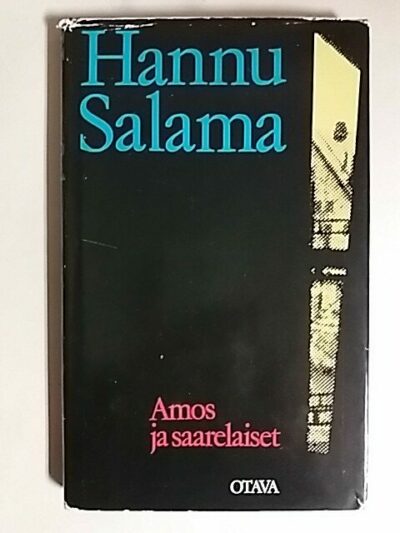 Hannu
Salama
Amos
ja saarelaiset
OTAVA